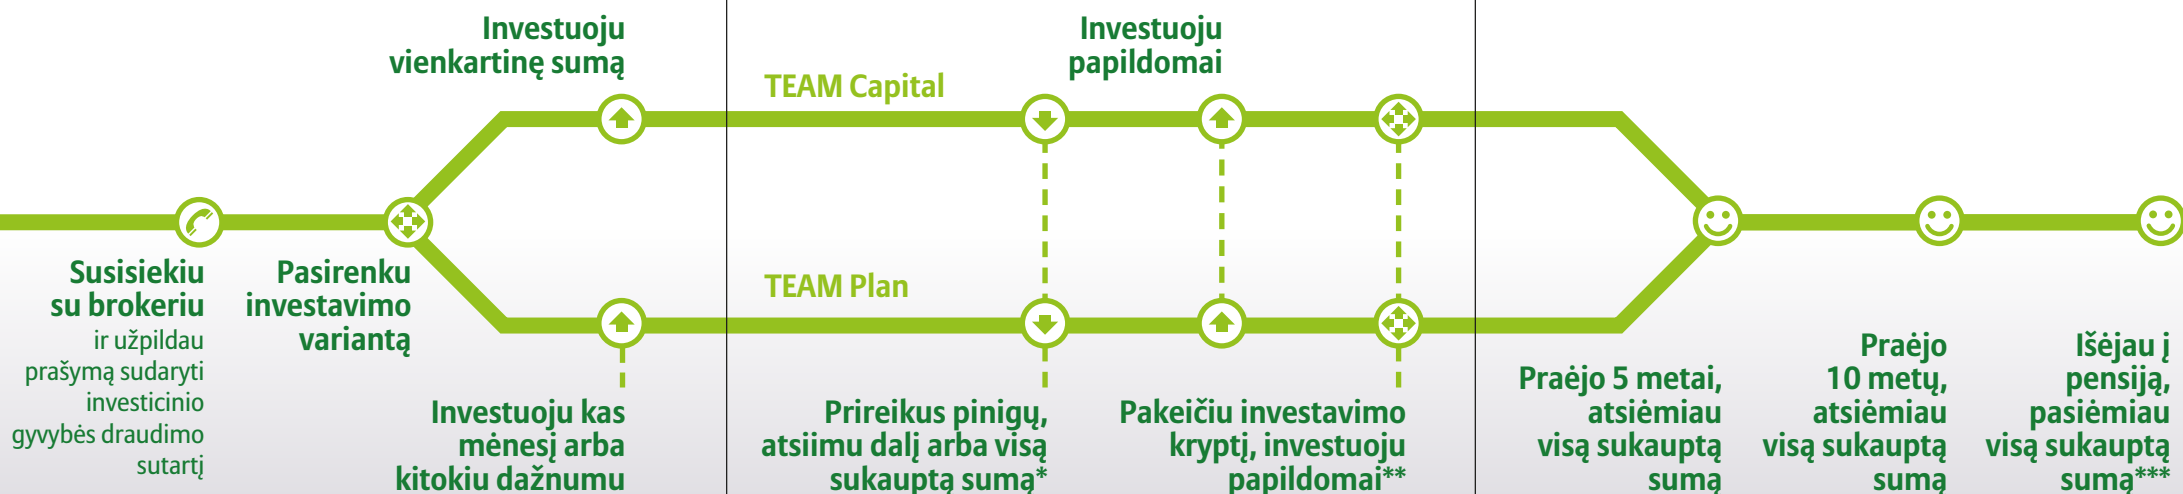 Investuoju
vienkartinę sumą
Susisiekiu
su brokeriu
ir užpildau
prašymą sudaryti
investicinio
gyvybės draudimo
sutartį
Pasirenku
investavimo
variantą
Investuoju kas
mėnesį arba
kitokiu dažnumu
TEAM Capital
Investuoju
papildomai
TEAM Plan
Prireikus pinigų,
atsiimu dalį arba visą
sukauptą sumą*
Pakeičiu investavimo
kryptį, investuoju
papildomai**
Praėjo 5 metai,
atsiėmiau
visą sukauptą
sumą
Praėjo
10 metų,
atsiėmiau
visą sukauptą
sumą
Išėjau į
pensiją,
pasiėmiau
visą sukauptą
sumą***